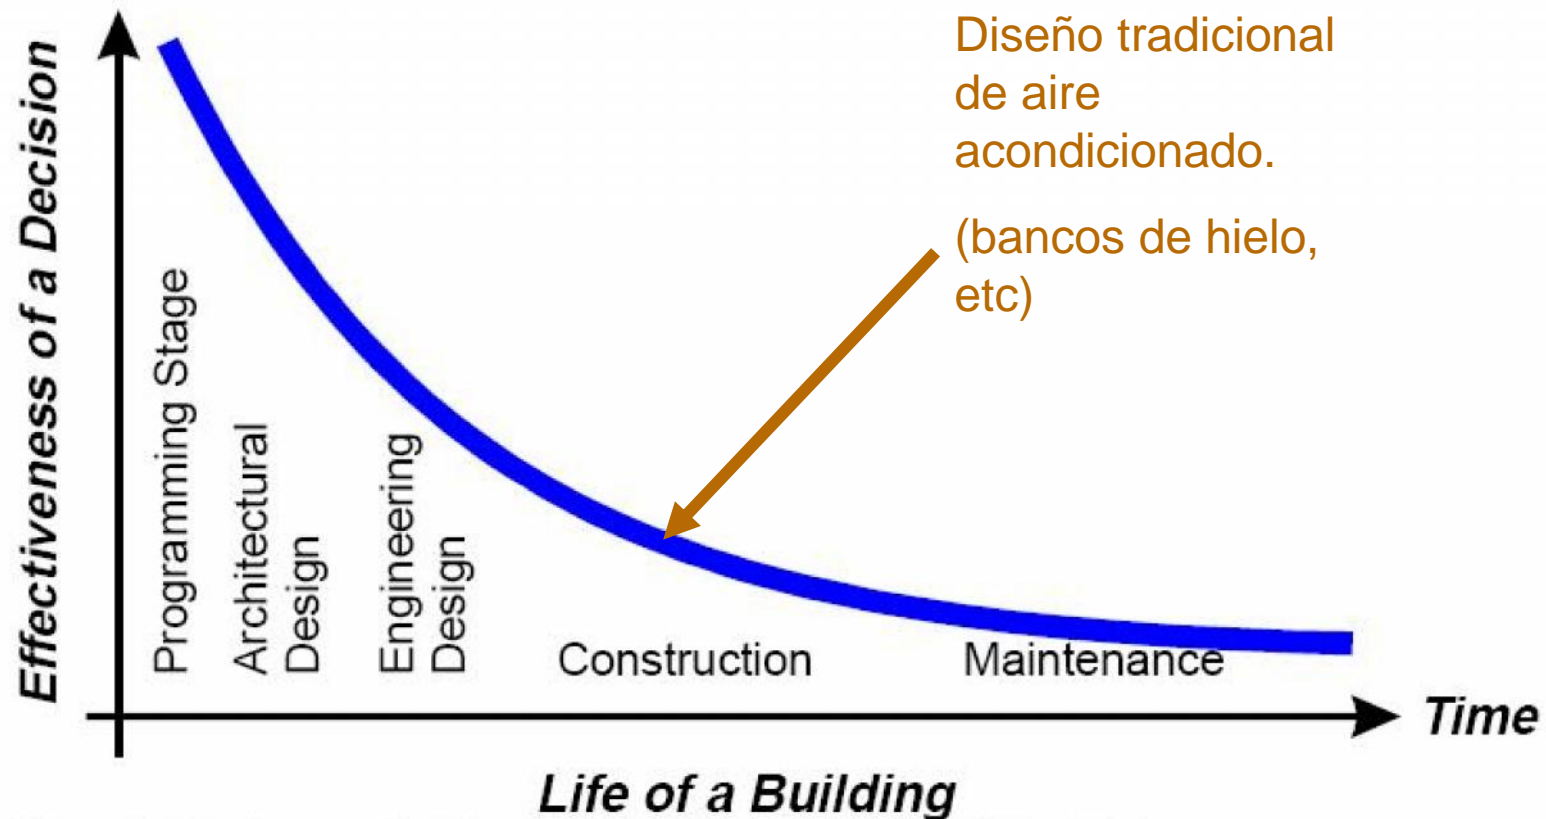 Diseño tradicional
de aire
acondicionado.
(bancos de hielo,
etc)
Effectiveness of a Decision
Programming Stage
Architectural
Design
Engineering
Design
Construction
Maintenance
Time
Life of a Building